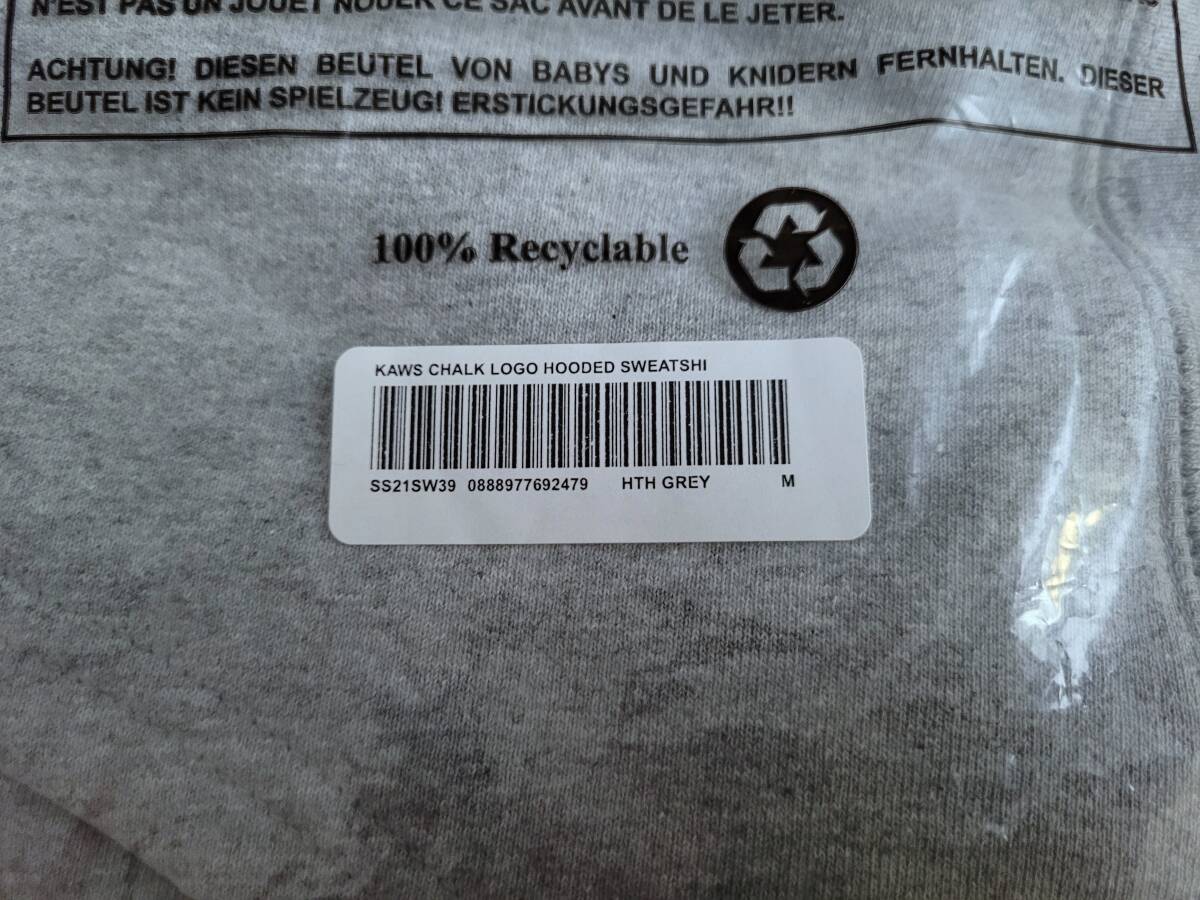 N'EST PAS UN JOUET NOUER CE SAC AVANT DE LE JETER.
ACHTUNG! DIESEN BEUTEL VON BABYS UND KNIDERN FERNHALTEN. DIESER
BEUTEL IST KEIN SPIELZEUG! ERSTICKUNGSGEFAHR!!
100% Recyclable
KAWS CHALK LOGO HOODED SWEATSHI
SS21SW39 0888977692479 HTH GREY M